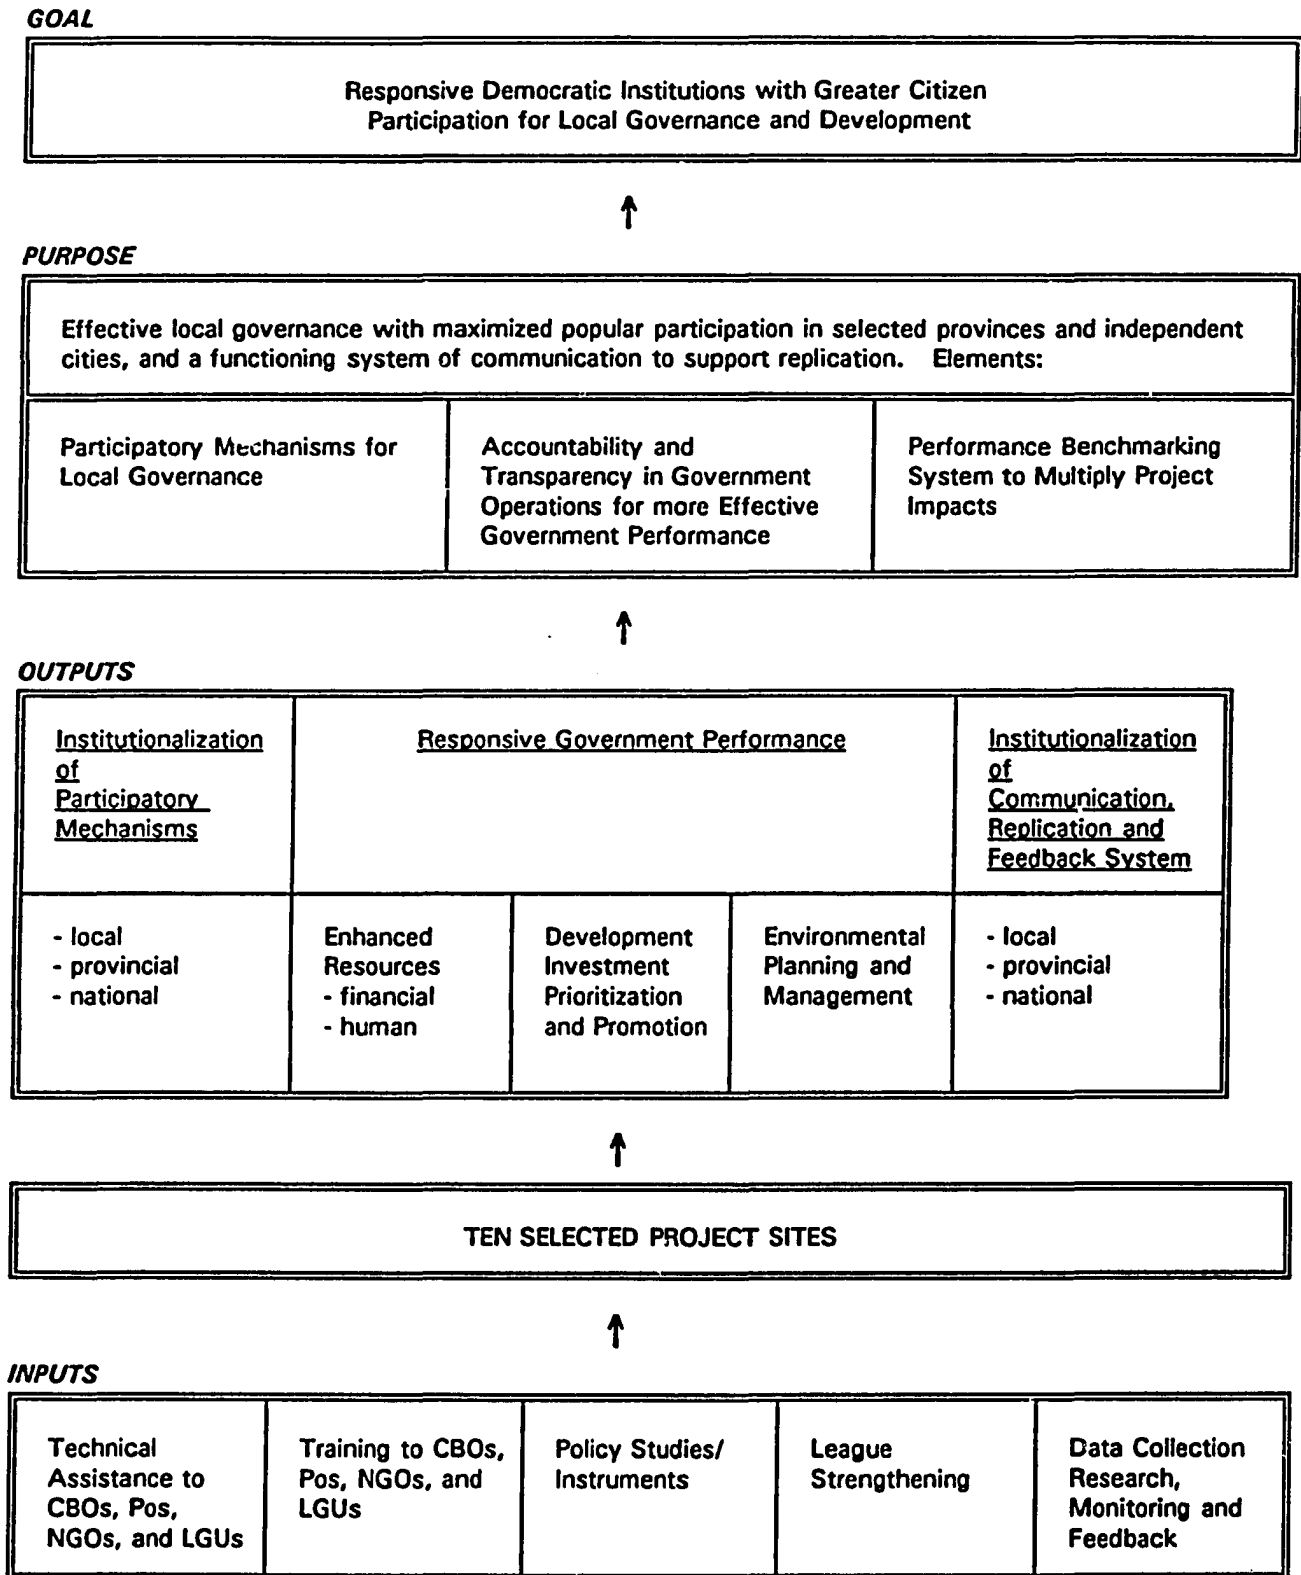 GOAL
Responsive Democratic Institutions with Greater Citizen
Participation for Local Governance and Development
PURPOSE
Effective local governance with maximized popular participation in selected provinces and independent
cities, and a functioning system of communication to support replication. Elements:
Participatory Mechanisms for
Local Governance
Accountability and
Transparency in Government
Operations for more Effective
Government Performance
Performance Benchmarking
System to Multiply Project
Impacts
OUTPUTS
Institutionalization
of
Participatory
Mechanisms
Responsive Government Performance
Institutionalization
of
Communication,
Replication and
Feedback System
- local
- provincial
- national
Enhanced
Resources
- financial
- human
Development
Investment
Prioritization
and Promotion
Environmental
Planning and
Management
- local
- provincial
- national
TEN SELECTED PROJECT SITES
INPUTS
Technical
Assistance to
CBOs, Pos,
NGOs, and LGUs
Training to CBOs,
Pos, NGOs, and
LGUs
Policy Studies/
Instruments
League
Strengthening
Data Collection
Research,
Monitoring and
Feedback